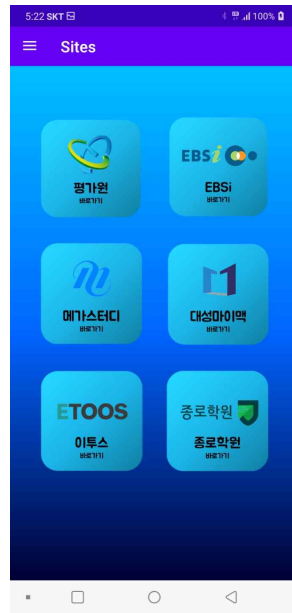 5:22 SKT 100%
Sites
평가원
바로가기
EBSi
EBSi
바로가기
메가스터디
바로가기
대성마이맥
바로가기
ETOOS
이투스
바로가기
종로학원
종로학원
바로가기